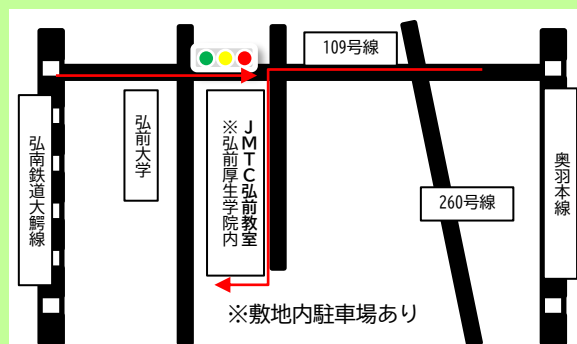 109号線
弘南鉄道大鰐線
弘前大学
JMTC弘前教室
※弘前厚生学院内
260号線
奥羽本線
※敷地内駐車場あり